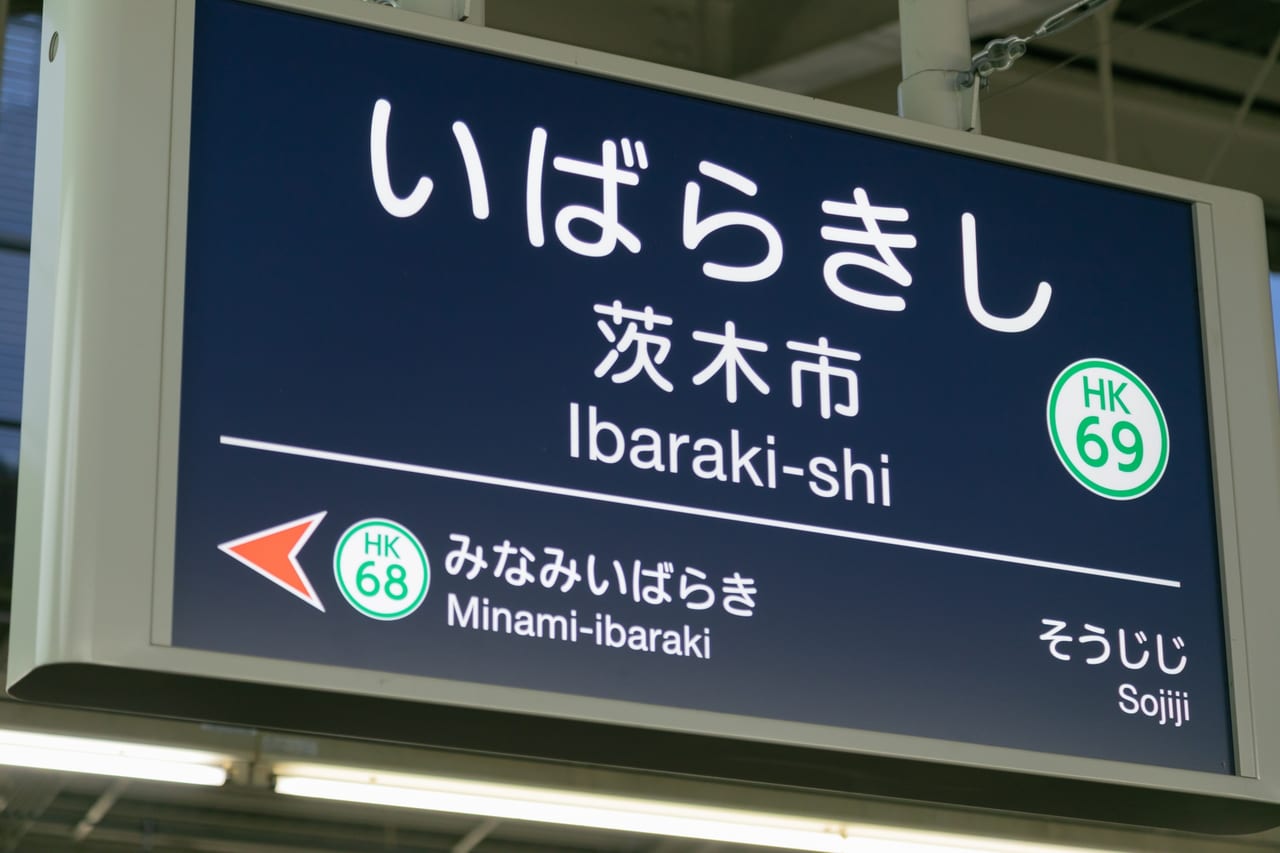 いばらきし
茨木市
Ibaraki-shi
HK
69
HK
68
みなみいばらき
Minami-ibaraki
そうじじ
Sojiji